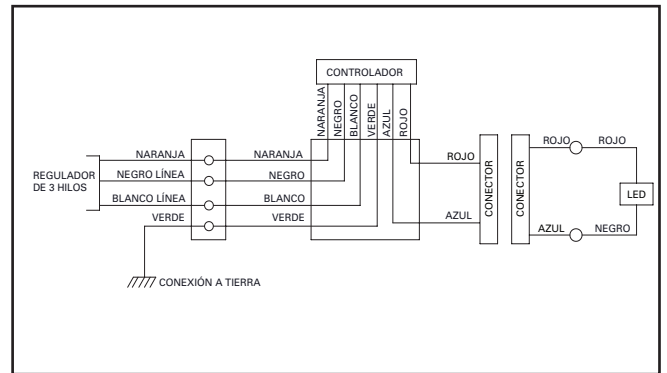 CONTROLADOR
NARANJA
NEGRO
BLANCO
VERDE
AZUL
ROJO
REGULADOR
DE 3 HILOS
NARANJA
NEGRO LÍNEA
BLANCO LÍNEA
VERDE
NARANJA
NEGRO
BLANCO
VERDE
CONEXIÓN A TIERRA
ROJO
AZUL
CONECTOR
CONECTOR
ROJO
ROJO
LED
AZUL
NEGRO